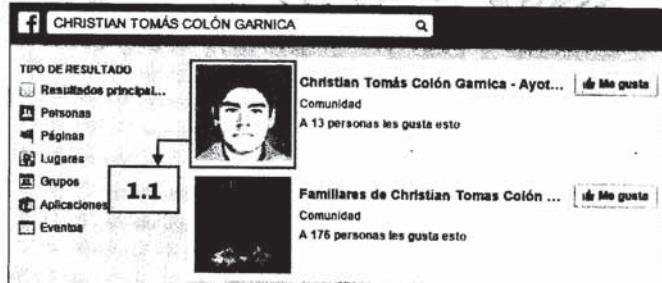 f CHRISTIAN TOMÁS COLÓN GARNICA
TIPO DE RESULTADO
Resultados principal...
Personas
Páginas
Lugares
Grupos
Aplicaciones
Eventos
1.1
Christian Tomás Colón Garnica - Ayot...
Me gusta
Comunidad
A 13 personas les gusta esto
Familiares de Christian Tomas Colón ...
Me gusta
Comunidad
A 176 personas les gusta esto